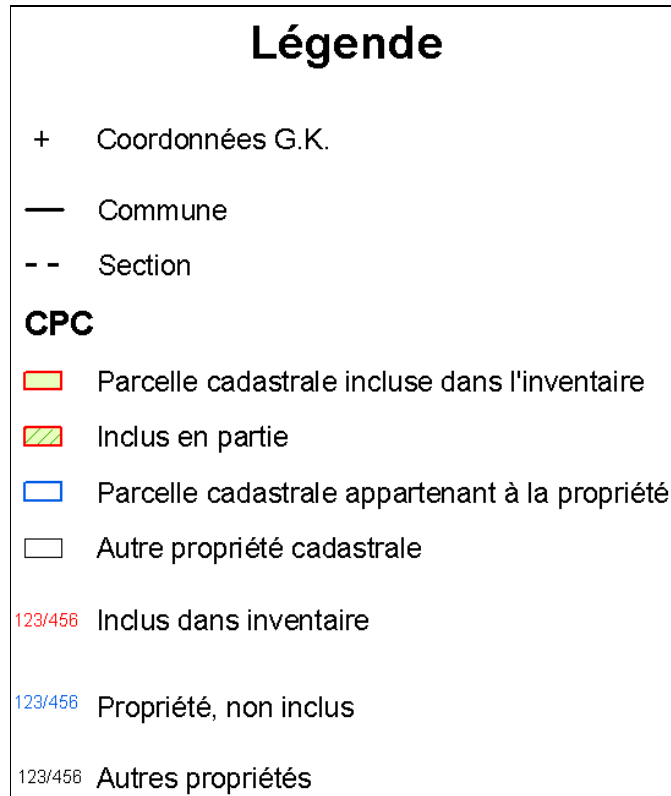 Légende
+ Coordonnées G.K.
Commune
Section
CPC
Parcelle cadastrale incluse dans l'inventaire
Inclus en partie
Parcelle cadastrale appartenant à la propriété
Autre propriété cadastrale
123/456 Inclus dans inventaire
123/456 Propriété, non inclus
123/456 Autres propriétés